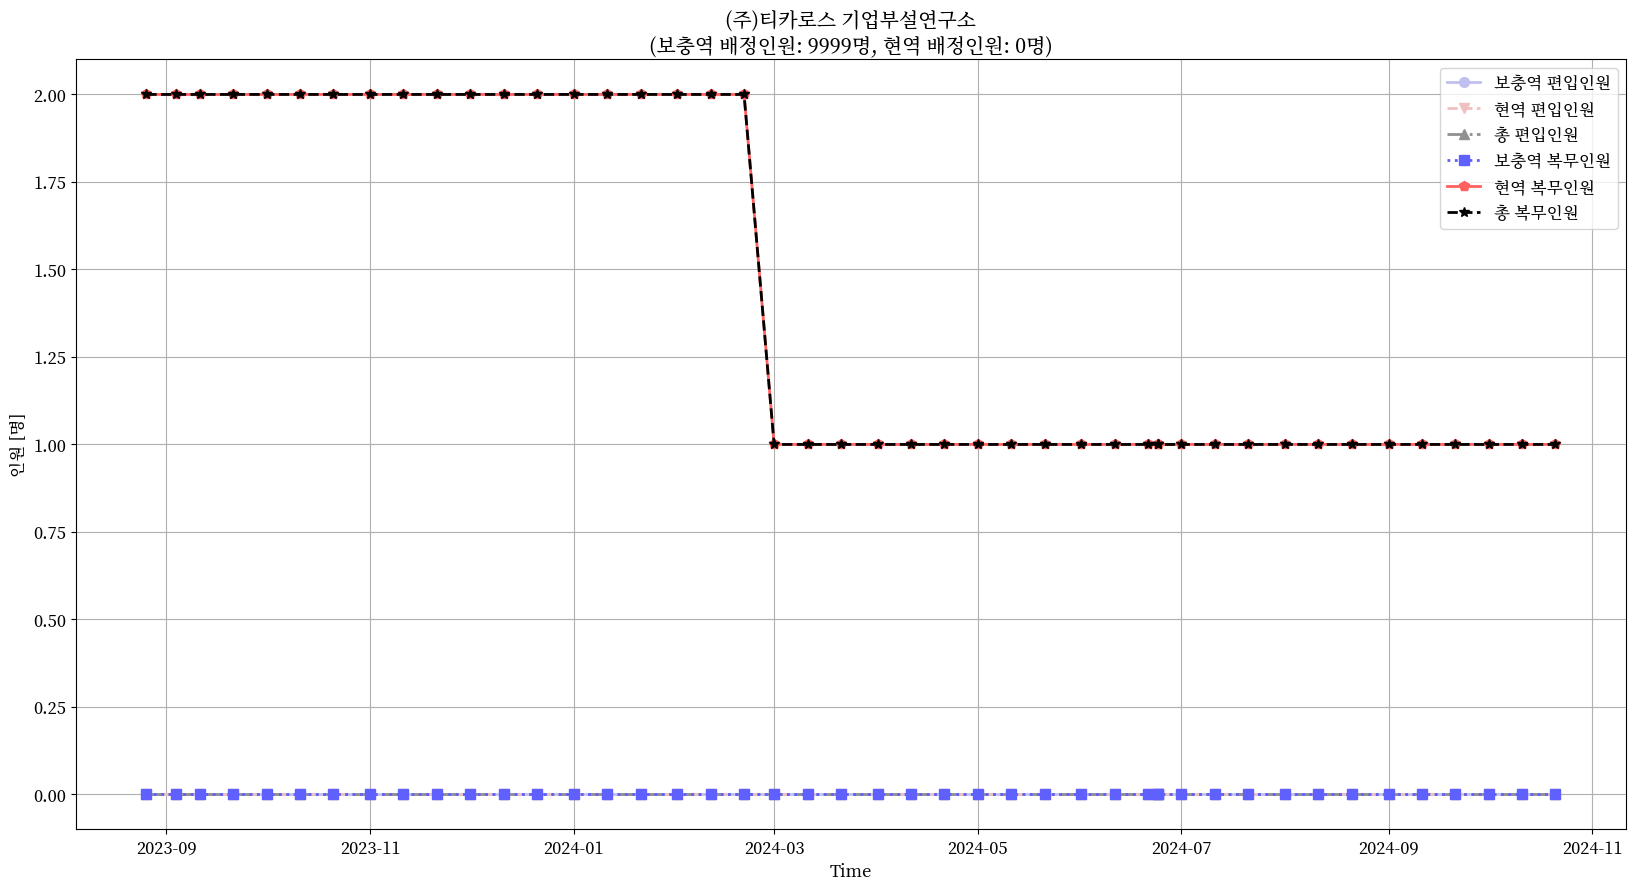 (주)티카로스 기업부설연구소
(보충역 배정인원: 9999명, 현역 배정인원: 0명)
보충역 편입인원
현역 편입인원
총 편입인원
보충역 복무인원
현역 복무인원
총 복무인원
2.00
1.75
1.50
1.25
1.00
0.75
0.50
0.25
0.00
인원 [명]
2023-09 2023-11 2024-01 2024-03 2024-05 2024-07 2024-09 2024-11
Time